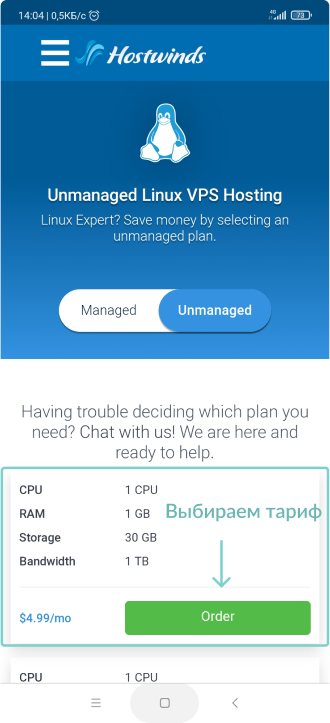 14:04 | 0,5КБ/с
4G 73
Hostwinds
Unmanaged Linux VPS Hosting
Linux Expert? Save money by selecting an
unmanaged plan.
Managed Unmanaged
Having trouble deciding which plan you
need? Chat with us! We are here and
ready to help.
CPU 1 CPU
RAM 1 GB
Выбираем тариф
Storage 30 GB
Bandwidth 1 TB
$4.99/mo Order
CPU 1 CPU